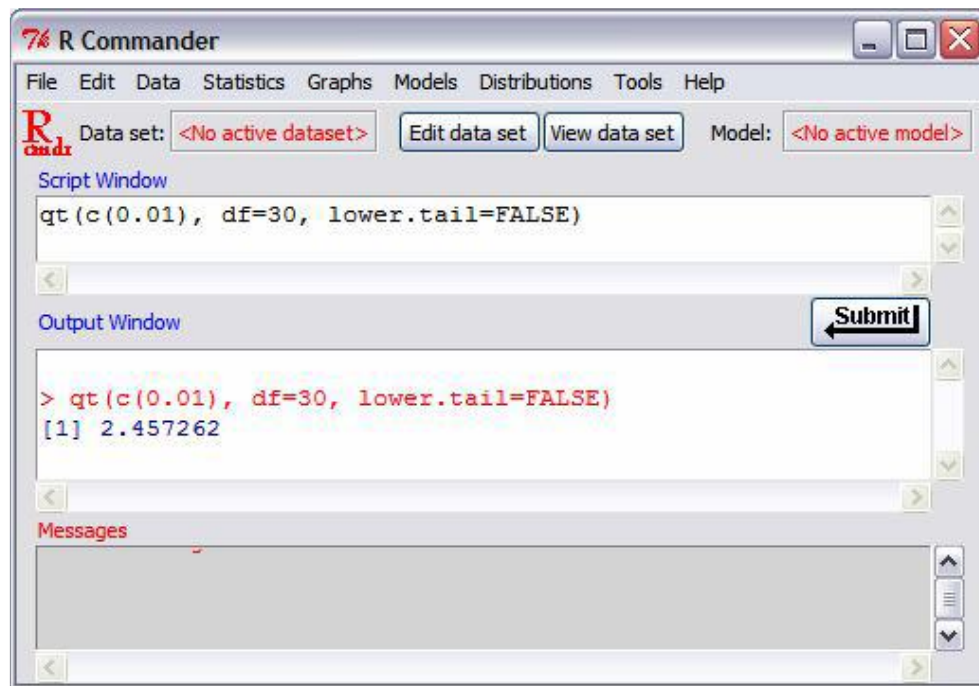 R Commander
File Edit Data Statistics Graphs Models Distributions Tools Help
R cmdr Data set: <No active dataset> Edit data set View data set Model: <No active model>
Script Window
qt(c(0.01), df=30, lower.tail=FALSE)
Output Window Submit
> qt(c(0.01), df=30, lower.tail=FALSE)
[1] 2.457262
Messages